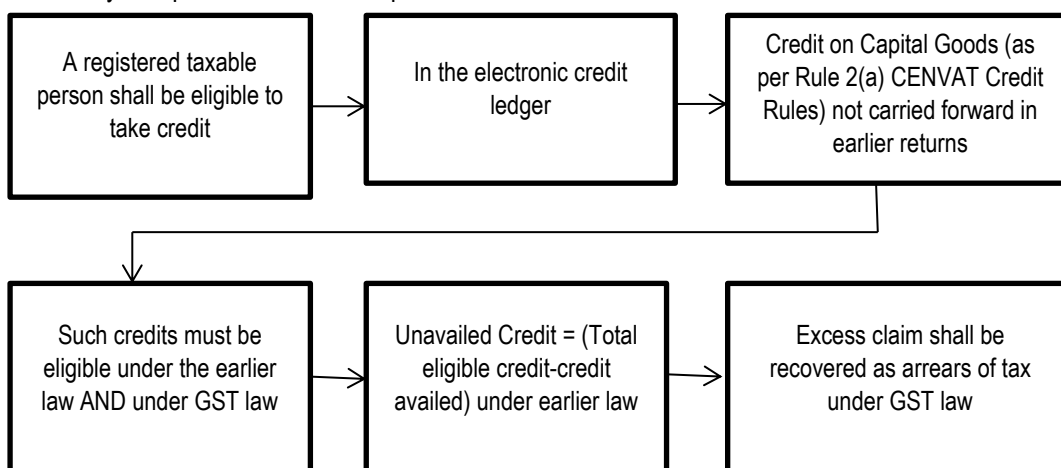 A registered taxable
person shall be eligible to
take credit
In the electronic credit
ledger
Credit on Capital Goods (as
per Rule 2(a) CENVAT Credit
Rules) not carried forward in
earlier returns
Such credits must be
eligible under the earlier
law AND under GST law
Unavailed Credit = (Total
eligible credit-credit
availed) under earlier law
Excess claim shall be
recovered as arrears of tax
under GST law